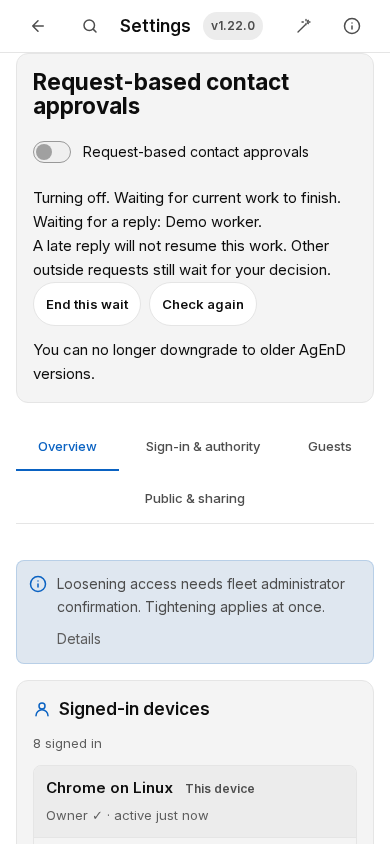 Settings v1.22.0
Request-based contact
approvals
Request-based contact approvals
Turning off. Waiting for current work to finish.
Waiting for a reply: Demo worker.
A late reply will not resume this work. Other
outside requests still wait for your decision.
End this wait Check again
You can no longer downgrade to older AgEnD
versions.
Overview Sign-in & authority Guests
Public & sharing
Loosening access needs fleet administrator
confirmation. Tightening applies at once.
Details
Signed-in devices
8 signed in
Chrome on Linux This device
Owner ✓ · active just now